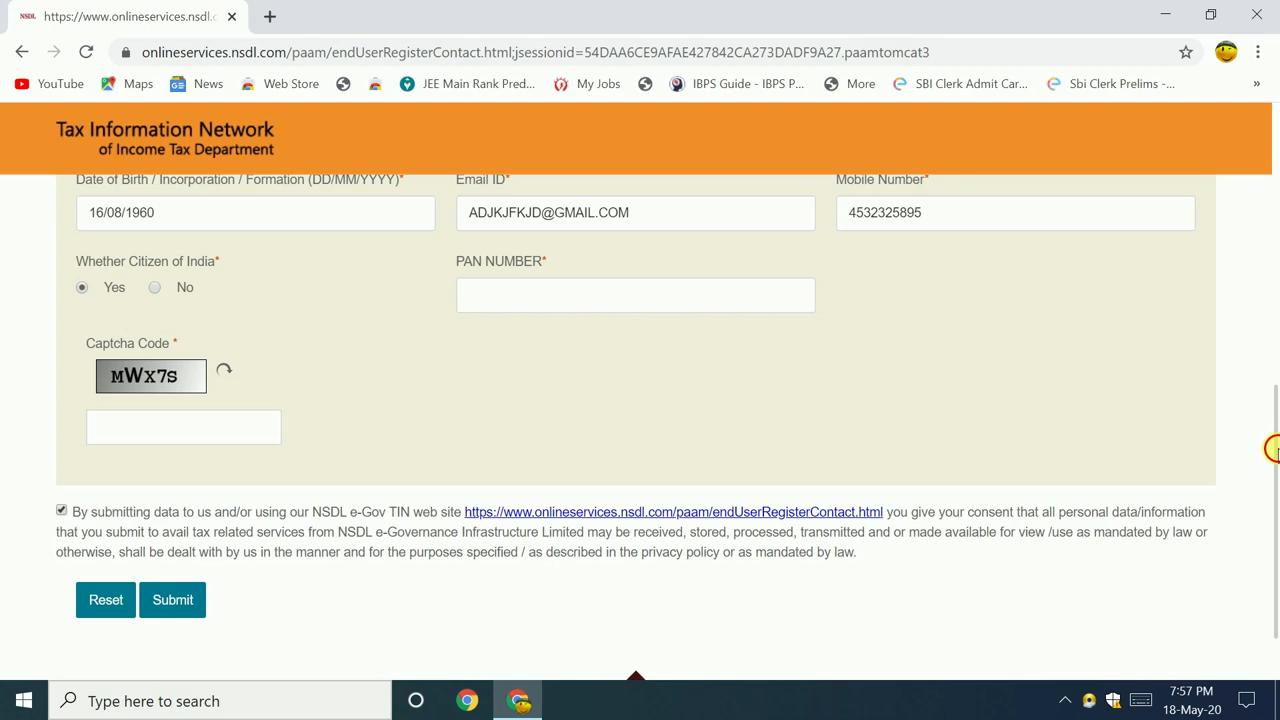 NSDL https://www.onlineservices.nsdl.c
onlineservices.nsdl.com/paam/endUserRegisterContact.html;jsessionid=54DAA6CE9AFAE427842CA273DADF9A27.paamtomcat3
YouTube Maps News Web Store JEE Main Rank Pred... My Jobs IBPS Guide - IBPS P... More SBI Clerk Admit Car... Sbi Clerk Prelims -... »
Tax Information Network
of Income Tax Department
Date of Birth / Incorporation / Formation (DD/MM/YYYY)* Email ID* Mobile Number*
16/08/1960 ADJKJFKJD@GMAIL.COM 4532325895
Whether Citizen of India* PAN NUMBER*
Yes No
Captcha Code *
MWX7S
By submitting data to us and/or using our NSDL e-Gov TIN web site https://www.onlineservices.nsdl.com/paam/endUserRegisterContact.html you give your consent that all personal data/information
that you submit to avail tax related services from NSDL e-Governance Infrastructure Limited may be received, stored, processed, transmitted and or made available for view /use as mandated by law or
otherwise, shall be dealt with by us in the manner and for the purposes specified / as described in the privacy policy or as mandated by law.
Reset Submit
Type here to search
7:57 PM
18-May-20